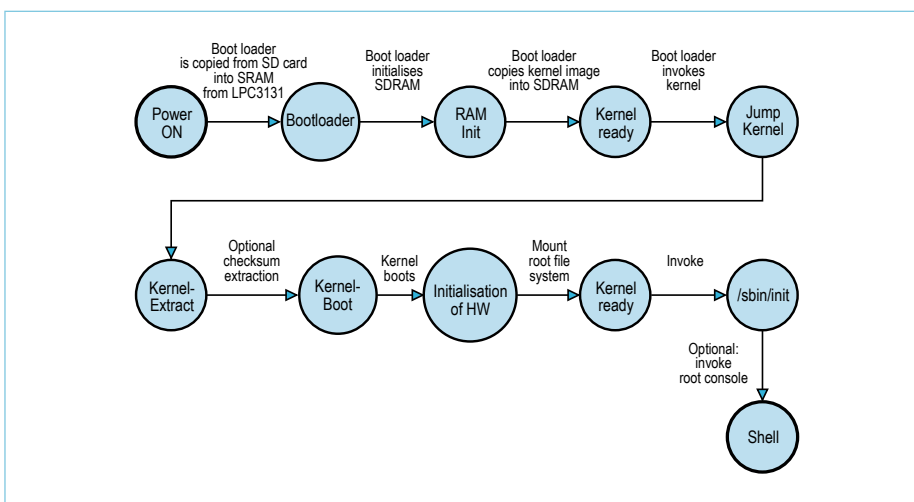 Boot loader
is copied from SD card
into SRAM
from LPC3131
Boot loader
initialises
SDRAM
Boot loader
copies kernel image
into SDRAM
Boot loader
invokes
kernel
Power
ON
Bootloader
RAM
Init
Kernel
ready
Jump
Kernel
Optional
checksum
extraction
Kernel
boots
Mount
root file
system
Invoke
Kernel-
Extract
Kernel-
Boot
Initialisation
of HW
Kernel
ready
/sbin/init
Optional:
invoke
root console
Shell